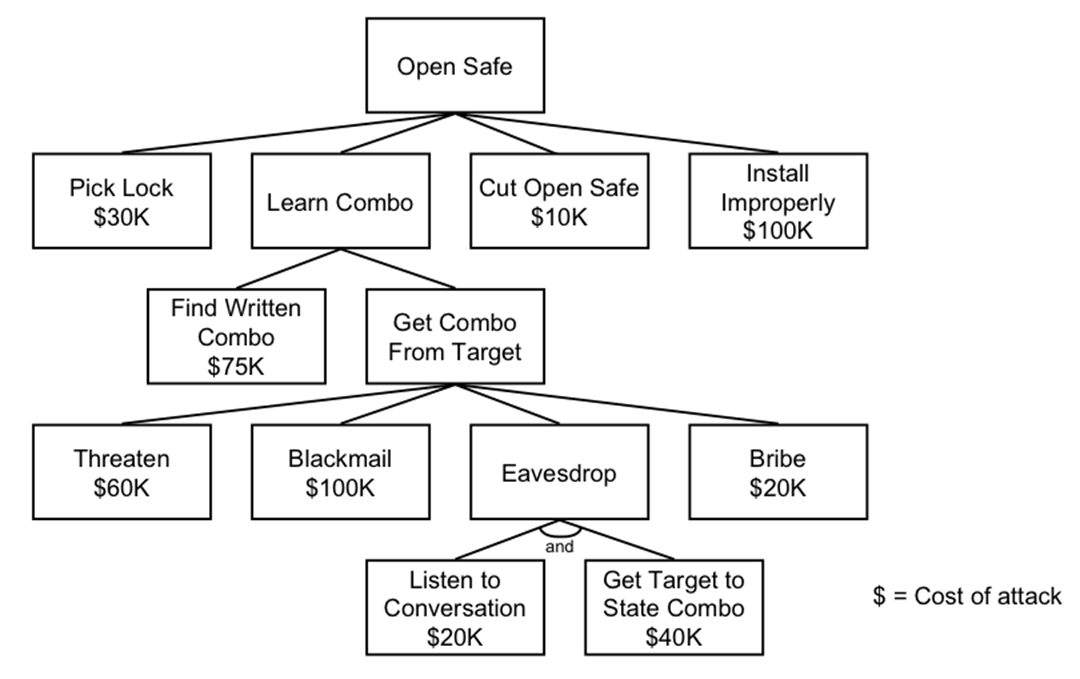 Open Safe
Pick Lock
$30K
Learn Combo
Cut Open Safe
$10K
Install
Improperly
$100K
Find Written
Combo
$75K
Get Combo
From Target
Threaten
$60K
Blackmail
$100K
Eavesdrop
Bribe
$20K
and
Listen to
Conversation
$20K
Get Target to
State Combo
$40K
$ = Cost of attack